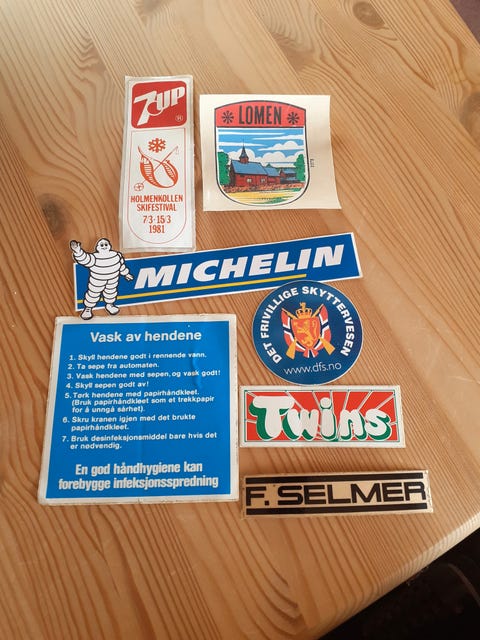 7UP
®
HOLMENKOLLEN
SKIFESTIVAL
7/3-15/3
1981
LOMEN
MICHELIN
DET FRIVILLIGE SKYTTERVESEN
www.dfs.no
Vask av hendene
1. Skyll hendene godt i rennende vann.
2. Ta sepe fra automaten.
3. Vask hendene med sepen, og vask godt!
4. Skyll sepen godt av!
5. Tørk hendene med papirhåndkleet.
(Bruk papirhåndkleet som et trekkpapir
for å unngå sårhet).
6. Skru kranen igjen med det brukte
papirhåndkleet.
7. Bruk desinfeksjonsmiddel bare hvis det
er nødvendig.
En god håndhygiene kan
forebygge infeksjonsspredning
Twins
F. SELMER